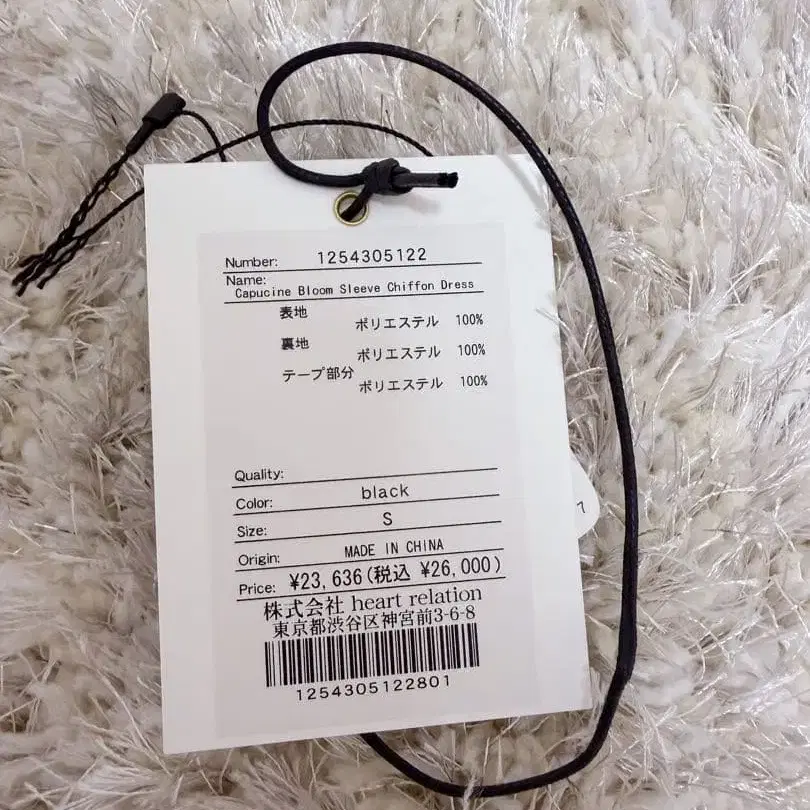 Number: 1254305122
Name:
Capucine Bloom Sleeve Chiffon Dress
表地
ポリエステル 100%
裏地
ポリエステル 100%
テープ部分
ポリエステル 100%
Quality:
Color: black
Size: S
Origin: MADE IN CHINA
Price: ¥23,636(税込 ¥26,000)
株式会社 heart relation
東京都渋谷区神宮前3-6-8
1254305122801